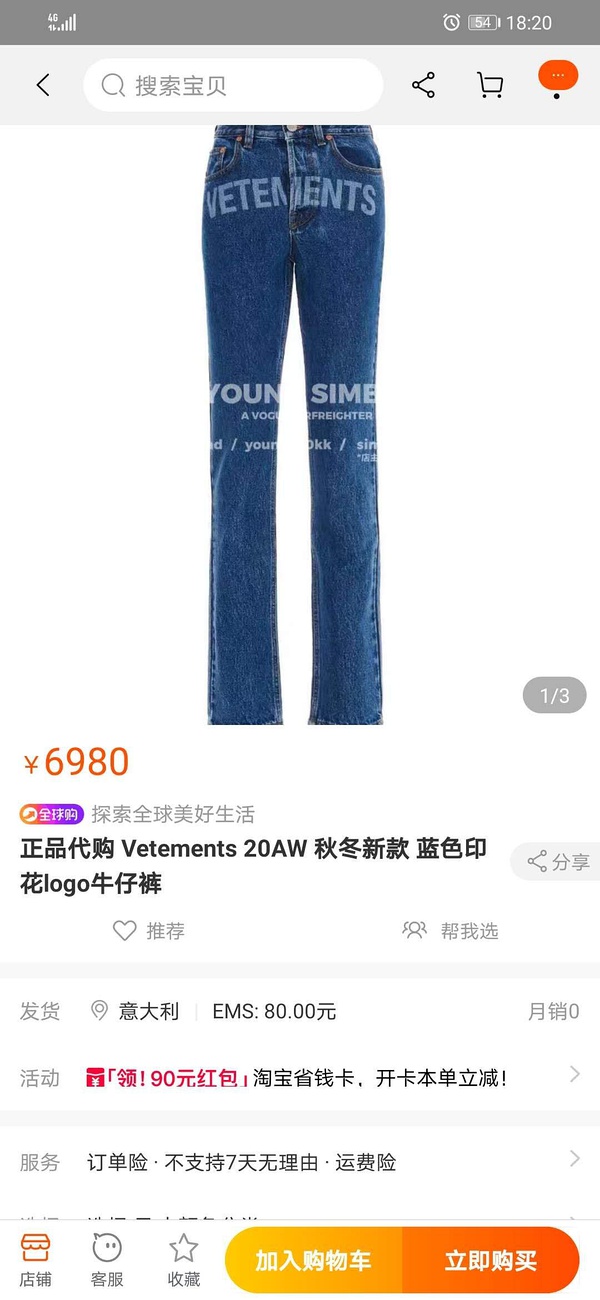 4G
54 18:20
搜索宝贝
VETEMENTS
YOUN SIME
A VOGU RFREIGHTER
nd / youn 0kk / sim
*店主
1/3
¥6980
全球购 探索全球美好生活
正品代购 Vetements 20AW 秋冬新款 蓝色印
花logo牛仔裤
分享
推荐 帮我选
发货 意大利 EMS: 80.00元 月销0
活动 「领!90元红包」淘宝省钱卡，开卡本单立减!
服务 订单险 · 不支持7天无理由 · 运费险
店铺 客服 收藏 加入购物车 立即购买